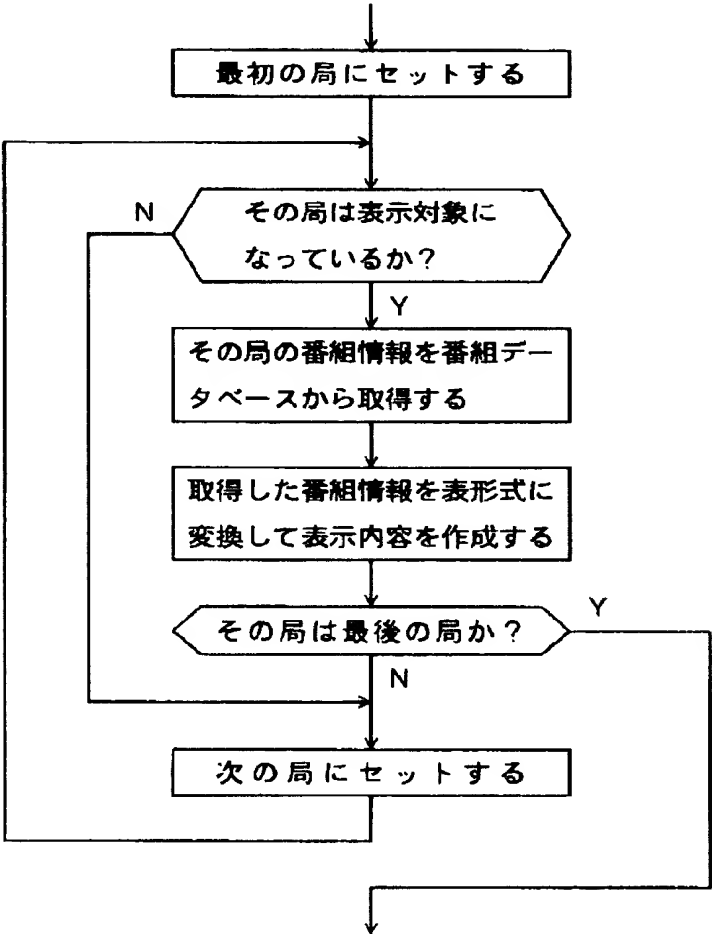 最初の局にセットする
N
その局は表示対象に
なっているか？
Y
その局の番組情報を番組デー
タベースから取得する
取得した番組情報を表形式に
変換して表示内容を作成する
その局は最後の局か？
Y
N
次の局にセットする